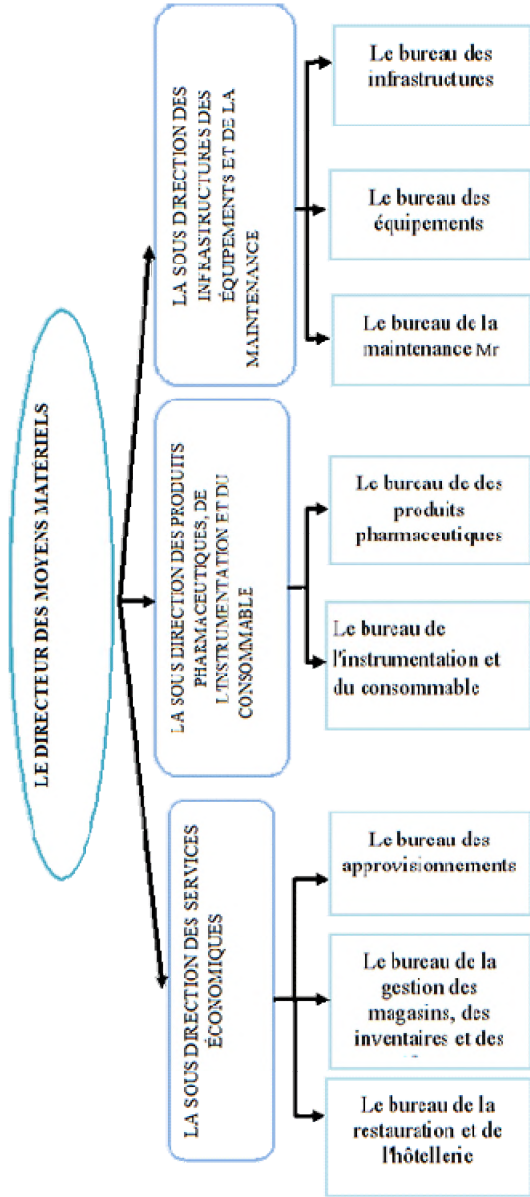 LE DIRECTEUR DES MOYENS MATÉRIELS
LA SOUS DIRECTION DES SERVICES
ÉCONOMIQUES
LA SOUS DIRECTION DES PRODUITS
PHARMACEUTIQUES, DE
L'INSTRUMENTATION ET DU
CONSOMMABLE
LA SOUS DIRECTION DES
INFRASTRUCTURES DES
ÉQUIPEMENTS ET DE LA
MAINTENANCE
Le bureau des
infrastructures
Le bureau des
équipements
Le bureau de la
maintenance Mr
Le bureau de des
produits
pharmaceutiques
Le bureau de
l'instrumentation et
du consommable
Le bureau des
approvisionnements
Le bureau de la
gestion des
magasins, des
inventaires et des
Le bureau de la
restauration et de
l'hôtellerie